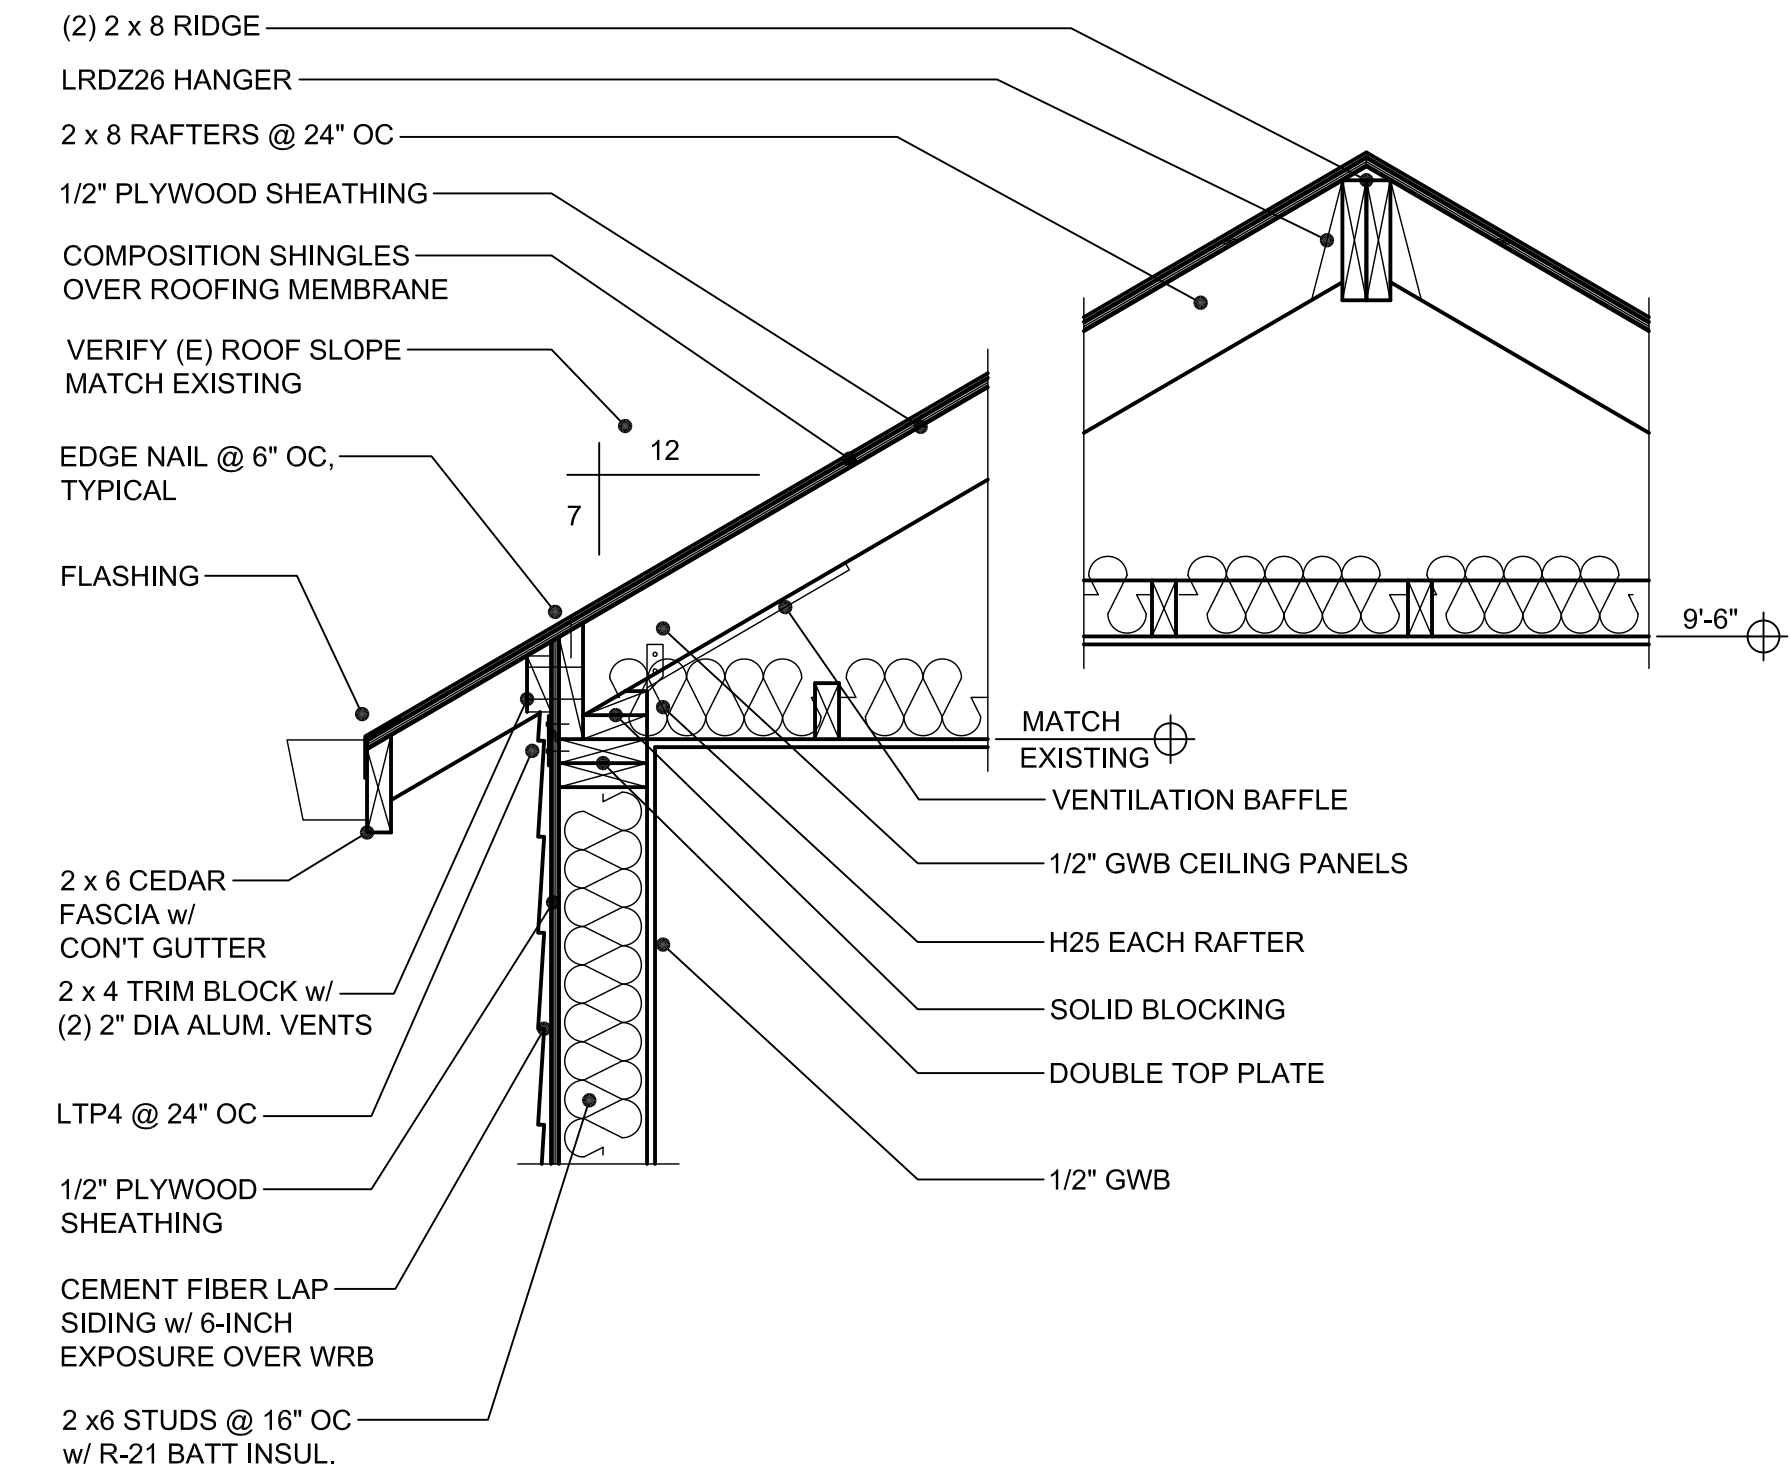 (2) 2 x 8 RIDGE
LRDZ26 HANGER
2 x 8 RAFTERS @ 24" OC
1/2" PLYWOOD SHEATHING
COMPOSITION SHINGLES
OVER ROOFING MEMBRANE
VERIFY (E) ROOF SLOPE
MATCH EXISTING
EDGE NAIL @ 6" OC,
TYPICAL
FLASHING
12
7
2 x 6 CEDAR
FASCIA w/
CON'T GUTTER
2 x 4 TRIM BLOCK w/
(2) 2" DIA ALUM. VENTS
LTP4 @ 24" OC
1/2" PLYWOOD
SHEATHING
CEMENT FIBER LAP
SIDING w/ 6-INCH
EXPOSURE OVER WRB
2 x6 STUDS @ 16" OC
w/ R-21 BATT INSUL.
9'-6"
MATCH
EXISTING
VENTILATION BAFFLE
1/2" GWB CEILING PANELS
H25 EACH RAFTER
SOLID BLOCKING
DOUBLE TOP PLATE
1/2" GWB